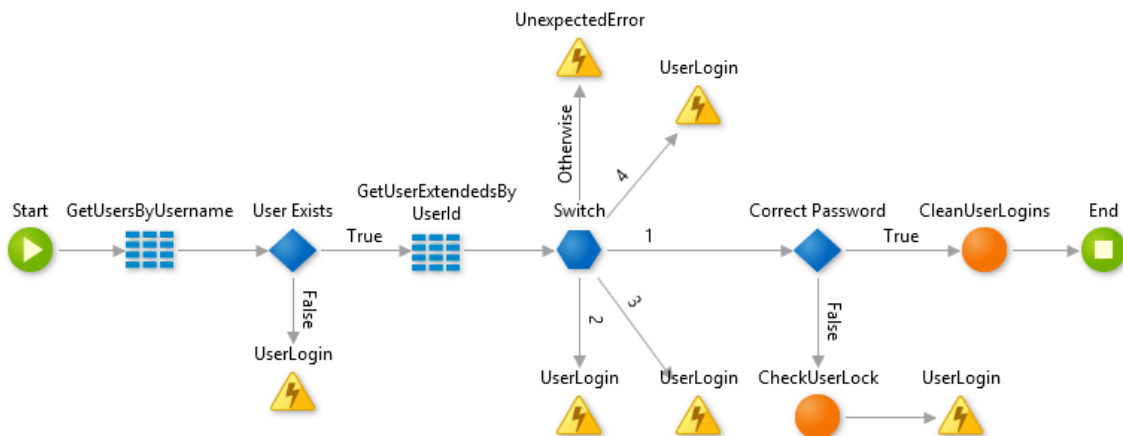 UnexpectedError
UserLogin
Otherwise
4
GetUserExtendedsBy
UserId
Start
GetUsersByUsername
User Exists
Switch
Correct Password
CleanUserLogins
End
True
1
True
False
2
3
False
UserLogin
UserLogin
UserLogin
CheckUserLock
UserLogin